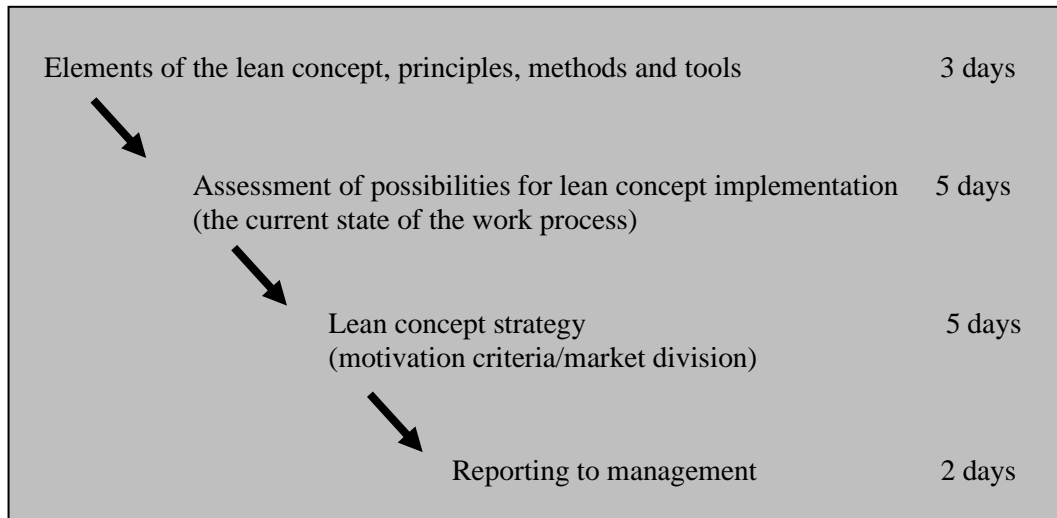 Elements of the lean concept, principles, methods and tools 3 days
Assessment of possibilities for lean concept implementation 5 days
(the current state of the work process)
Lean concept strategy 5 days
(motivation criteria/market division)
Reporting to management 2 days